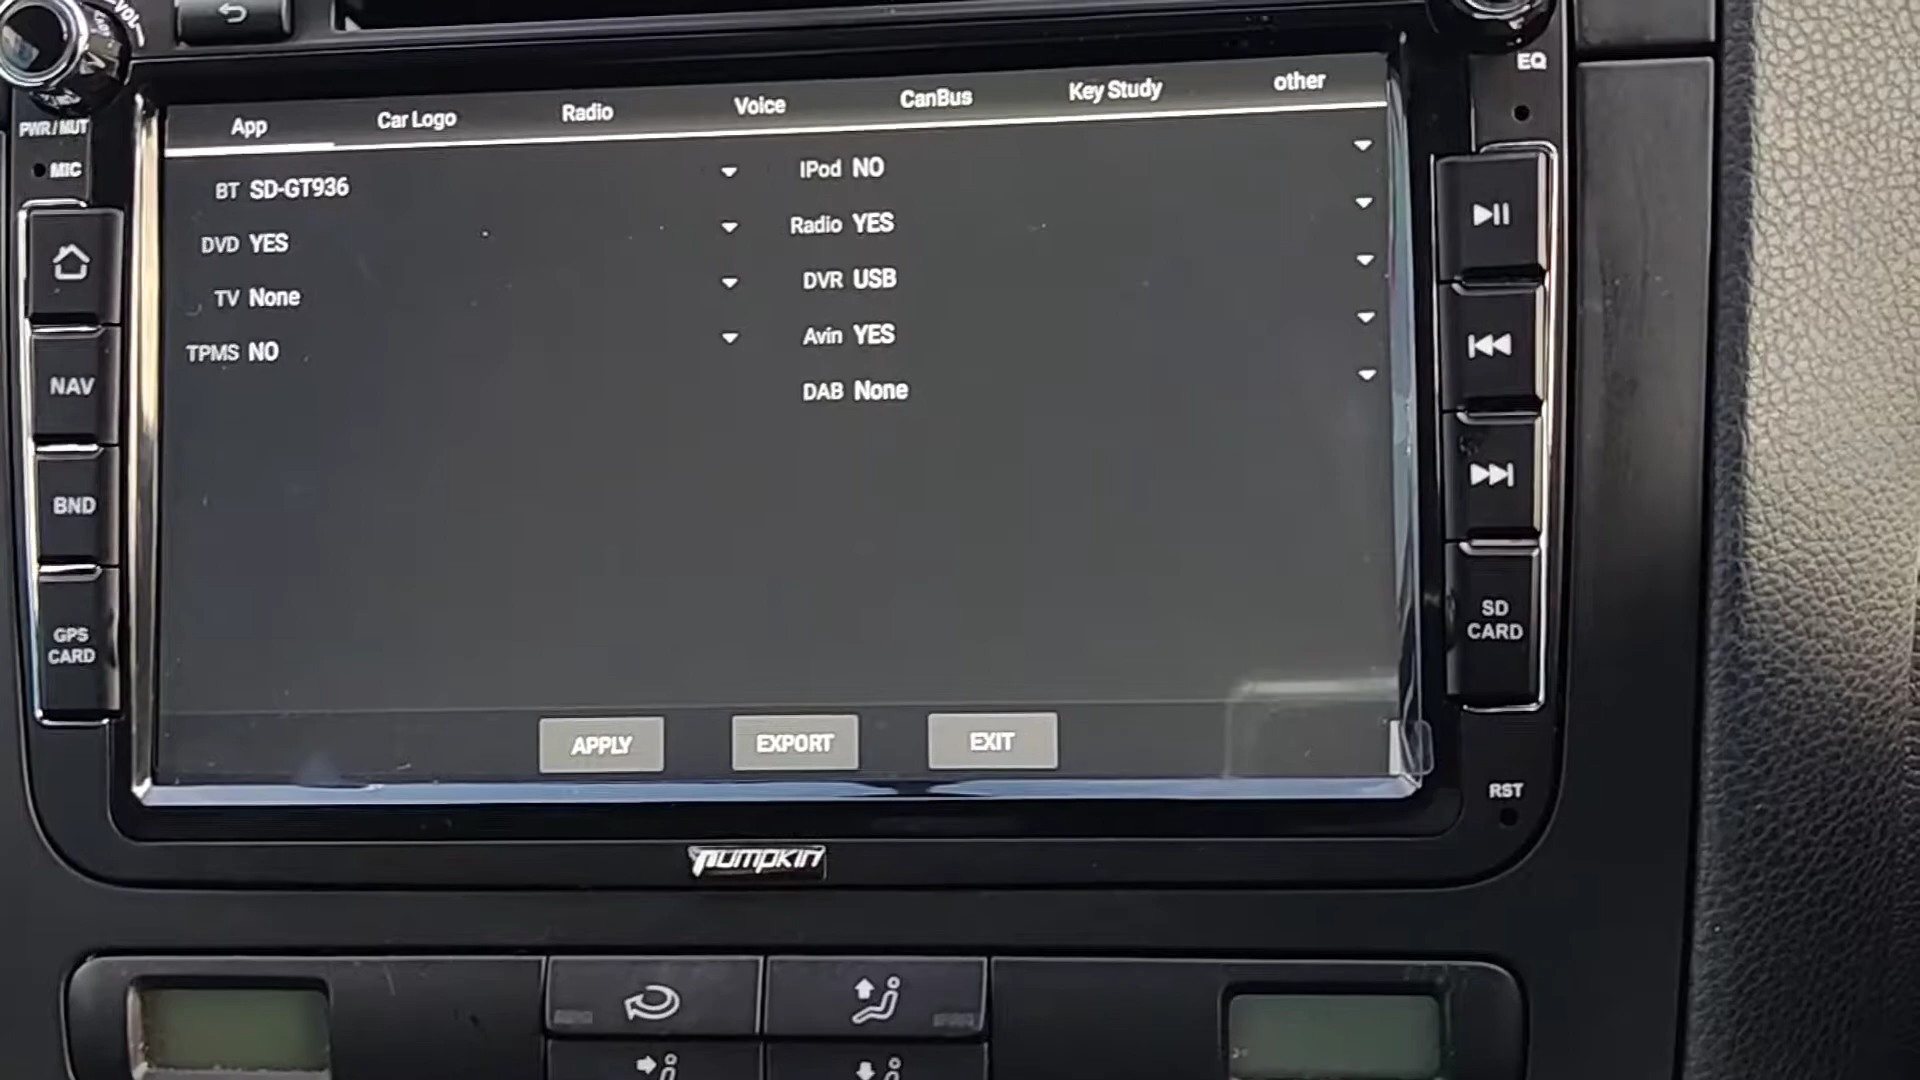 VOL
PWR/MUT
MIC
NAV
BND
GPS
CARD
App
Car Logo
Radio
Voice
CanBus
Key Study
other
BT SD-GT936
DVD YES
TV None
TPMS NO
IPod NO
Radio YES
DVR USB
Avin YES
DAB None
APPLY
EXPORT
EXIT
EQ
SD
CARD
RST
PUMPKIN